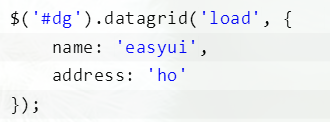 $('#dg').datagrid('load', {
    name: 'easyui',
    address: 'ho'
});